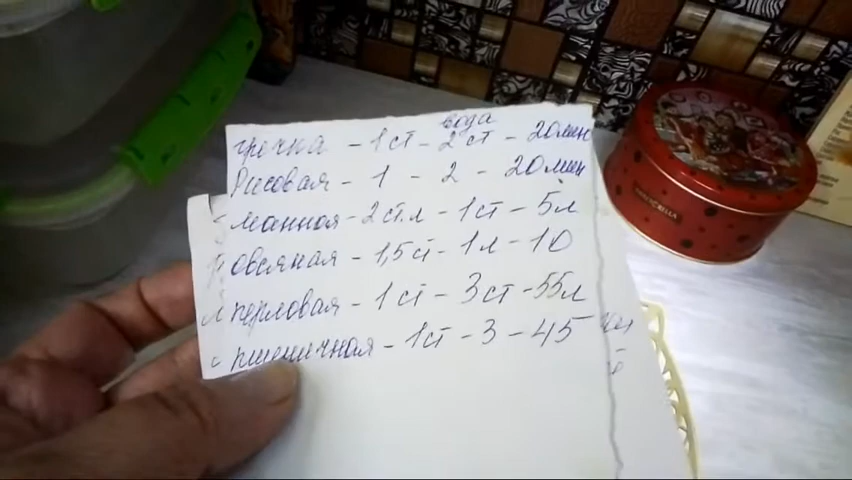 вода
гречка - 1ст - 2ст - 20мин
Рисовая - 1 - 2 - 20мин
манная - 2ст.л - 1ст - 5м
овсяная - 1,5ст - 1л - 10
перловая - 1ст - 3ст - 55м
пшеничная - 1ст - 3 - 45